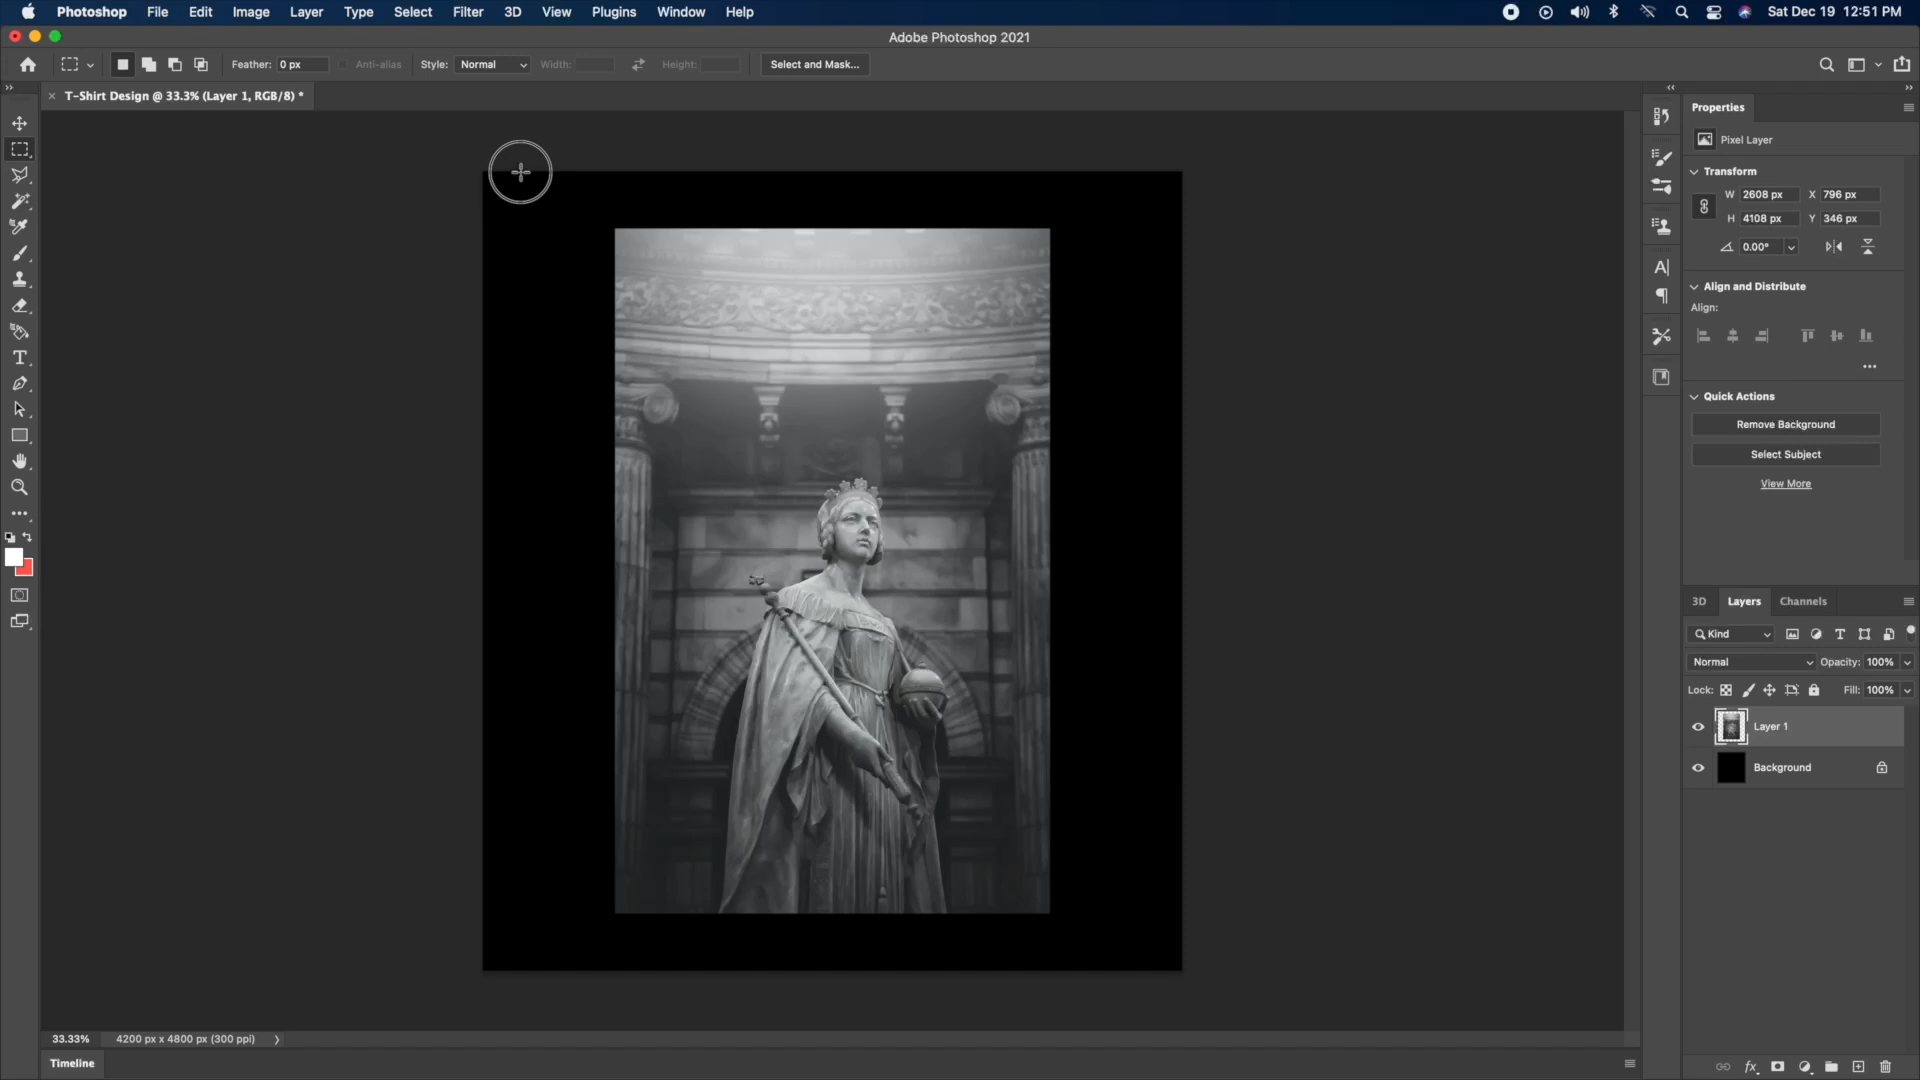 Photoshop File Edit Image Layer Type Select Filter 3D View Plugins Window Help Sat Dec 19 12:51 PM
Adobe Photoshop 2021
Feather: 0 px Anti-alias Style: Normal Width: Height: Select and Mask...
T-Shirt Design @ 33.3% (Layer 1, RGB/8) *
Properties
Pixel Layer
Transform
W 2608 px X 796 px
H 4108 px Y 346 px
0.00°
Align and Distribute
Align:
Quick Actions
Remove Background
Select Subject
View More
3D Layers Channels
Kind
Normal Opacity: 100%
Lock: Fill: 100%
Layer 1
Background
33.33% 4200 px x 4800 px (300 ppi)
Timeline